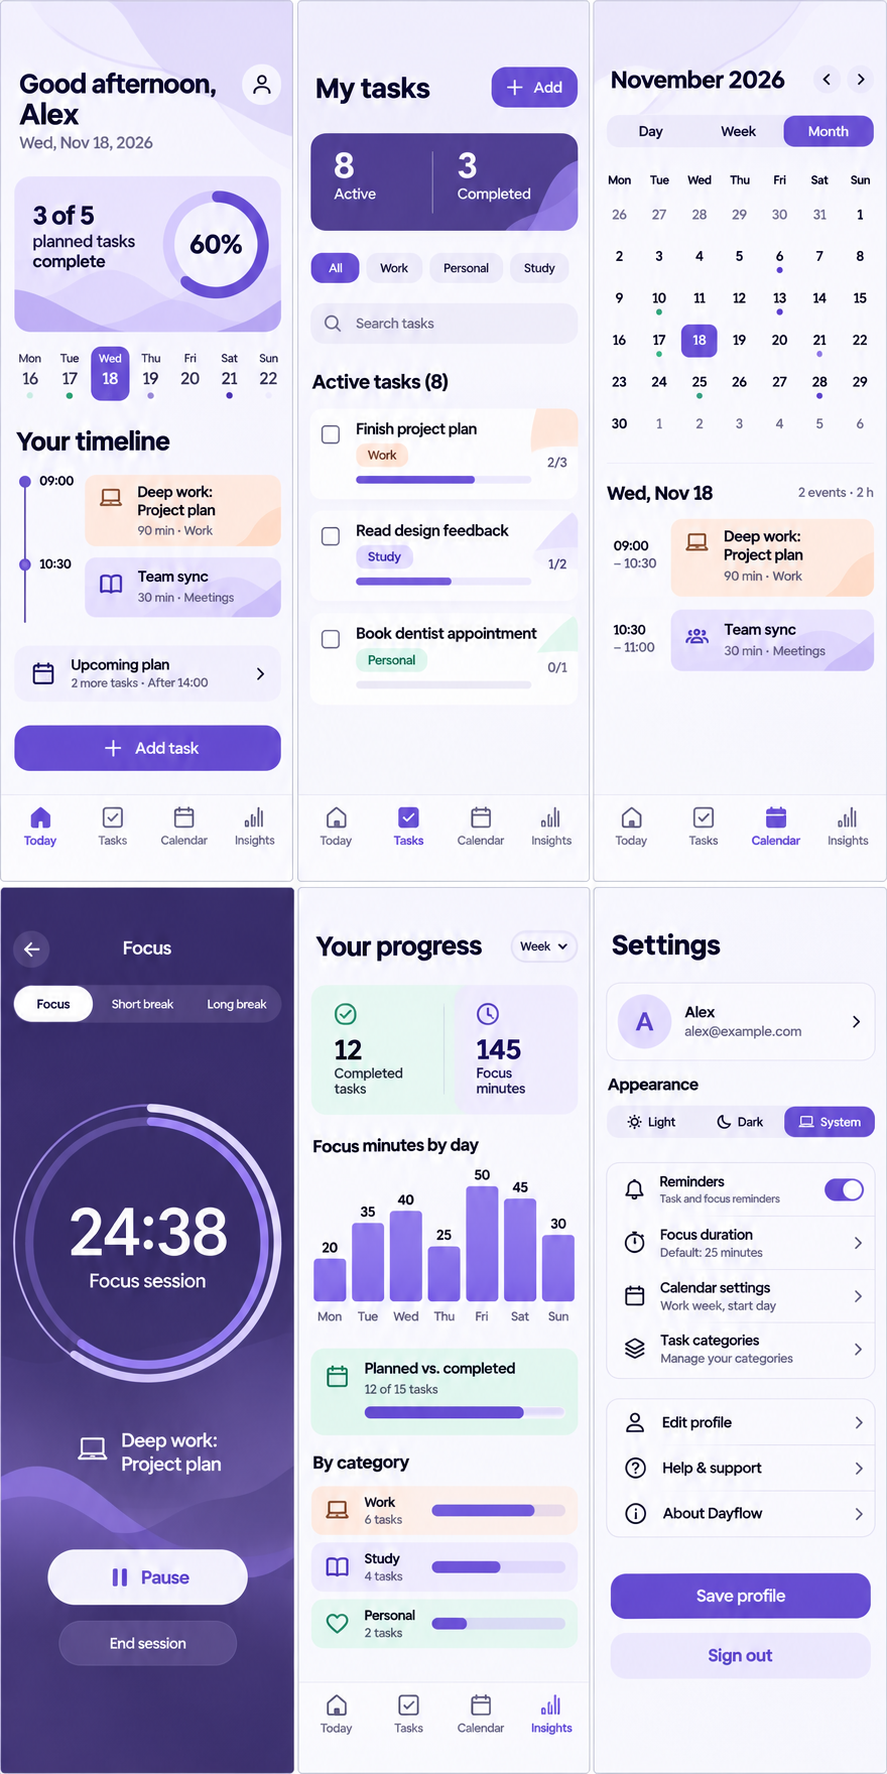 Good afternoon,
Alex
Wed, Nov 18, 2026
3 of 5
planned tasks
complete
60%
Mon Tue Wed Thu Fri Sat Sun
16 17 18 19 20 21 22
Your timeline
09:00
Deep work:
Project plan
90 min · Work
10:30
Team sync
30 min · Meetings
Upcoming plan
2 more tasks · After 14:00
+ Add task
Today Tasks Calendar Insights
My tasks
+ Add
8 3
Active Completed
All Work Personal Study
Search tasks
Active tasks (8)
Finish project plan
Work
2/3
Read design feedback
Study
1/2
Book dentist appointment
Personal
0/1
Today Tasks Calendar Insights
November 2026
Day Week Month
Mon Tue Wed Thu Fri Sat Sun
26 27 28 29 30 31 1
2 3 4 5 6 7 8
9 10 11 12 13 14 15
16 17 18 19 20 21 22
23 24 25 26 27 28 29
30 1 2 3 4 5 6
Wed, Nov 18 2 events · 2 h
09:00
– 10:30
Deep work:
Project plan
90 min · Work
10:30
– 11:00
Team sync
30 min · Meetings
Today Tasks Calendar Insights
Focus
Focus Short break Long break
24:38
Focus session
Deep work:
Project plan
Pause
End session
Your progress
Week
12
Completed
tasks
145
Focus
minutes
Focus minutes by day
20 35 40 25 50 45 30
Mon Tue Wed Thu Fri Sat Sun
Planned vs. completed
12 of 15 tasks
By category
Work
6 tasks
Study
4 tasks
Personal
2 tasks
Today Tasks Calendar Insights
Settings
A
Alex
alex@example.com
Appearance
Light Dark System
Reminders
Task and focus reminders
Focus duration
Default: 25 minutes
Calendar settings
Work week, start day
Task categories
Manage your categories
Edit profile
Help & support
About Dayflow
Save profile
Sign out